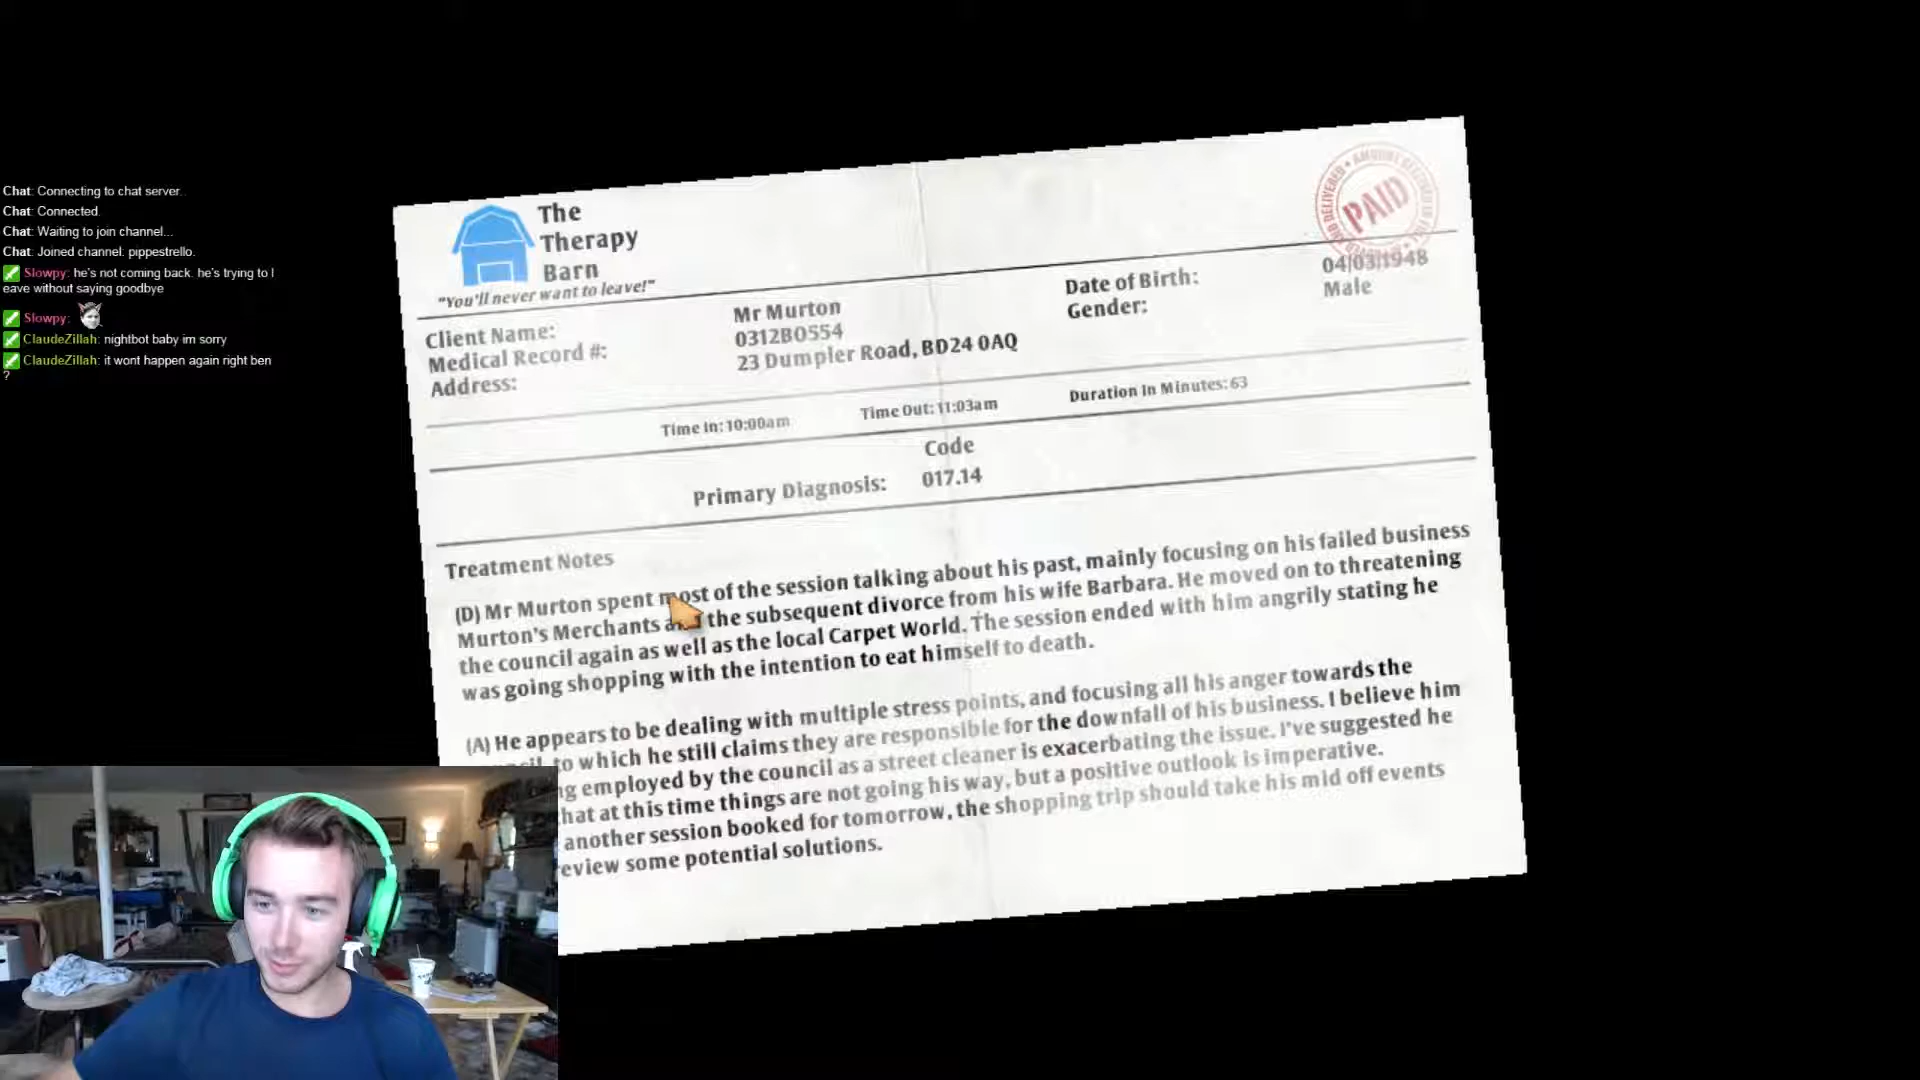 Chat: Connecting to chat server..
Chat: Connected.
Chat: Waiting to join channel...
Chat: Joined channel: pippestrello.
Slowpy: he's not coming back. he's trying to l
eave without saying goodbye
Slowpy:
ClaudeZillah: nightbot baby im sorry
ClaudeZillah: it wont happen again right ben
?
The
Therapy
Barn
"You'll never want to leave!"
PAID
DELIVERED
AMOUNT
Client Name: Mr Murton
Medical Record #: 0312BO554
Address: 23 Dumpler Road, BD24 0AQ
Date of Birth: 04/03/1948
Gender: Male
Time In: 10:00am Time Out: 11:03am Duration In Minutes: 63
Code
Primary Diagnosis: 017.14
Treatment Notes
(D) Mr Murton spent most of the session talking about his past, mainly focusing on his failed business
Murton's Merchants the subsequent divorce from his wife Barbara. He moved on to threatening
the council again as well as the local Carpet World. The session ended with him angrily stating he
was going shopping with the intention to eat himself to death.
(A) He appears to be dealing with multiple stress points, and focusing all his anger towards the
to which he still claims they are responsible for the downfall of his business. I believe him
employed by the council as a street cleaner is exacerbating the issue. I've suggested he
at this time things are not going his way, but a positive outlook is imperative.
another session booked for tomorrow, the shopping trip should take his mid off events
some potential solutions.